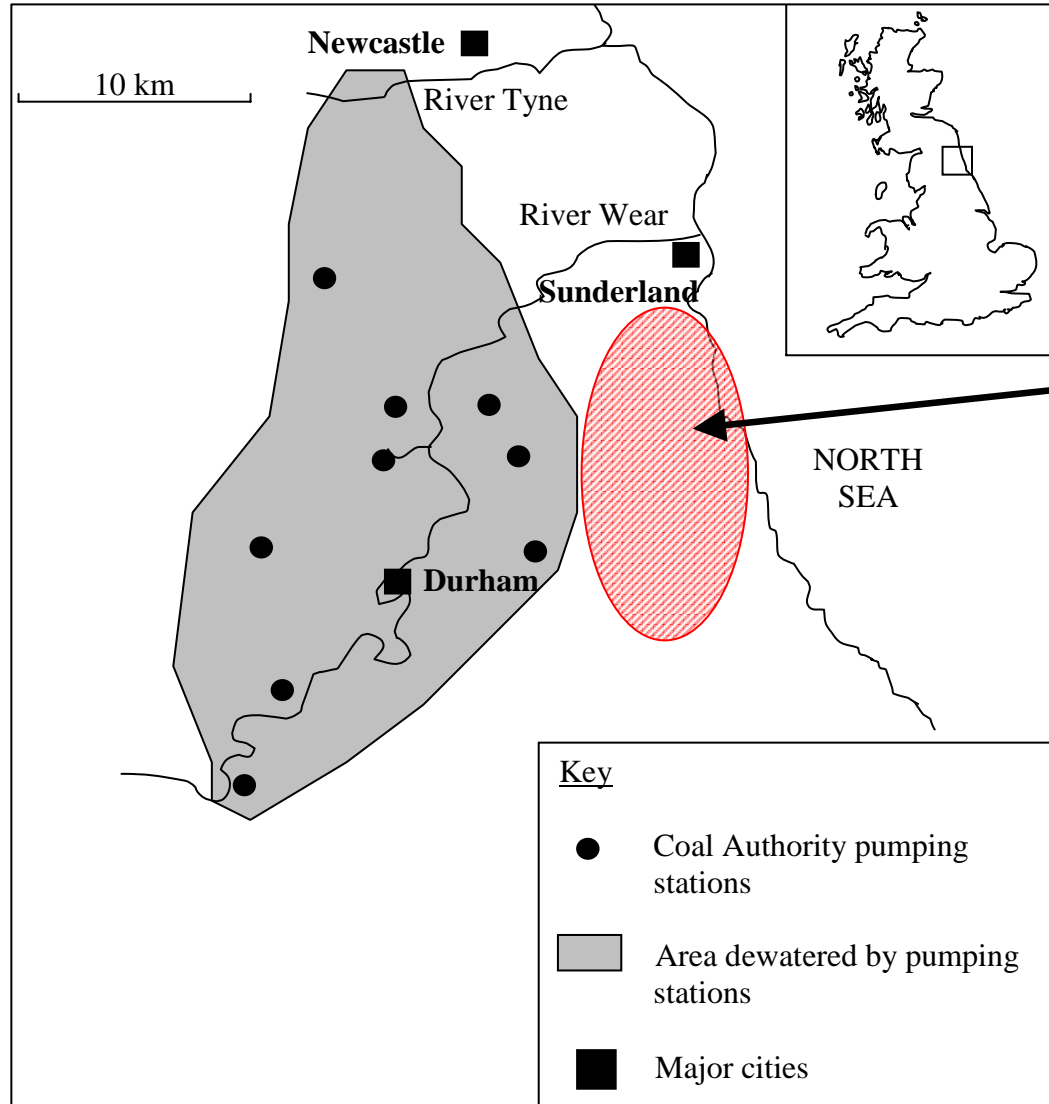 Newcastle
10 km
River Tyne
River Wear
Sunderland
NORTH
SEA
Durham
Key
Coal Authority pumping
stations
Area dewatered by pumping
stations
Major cities